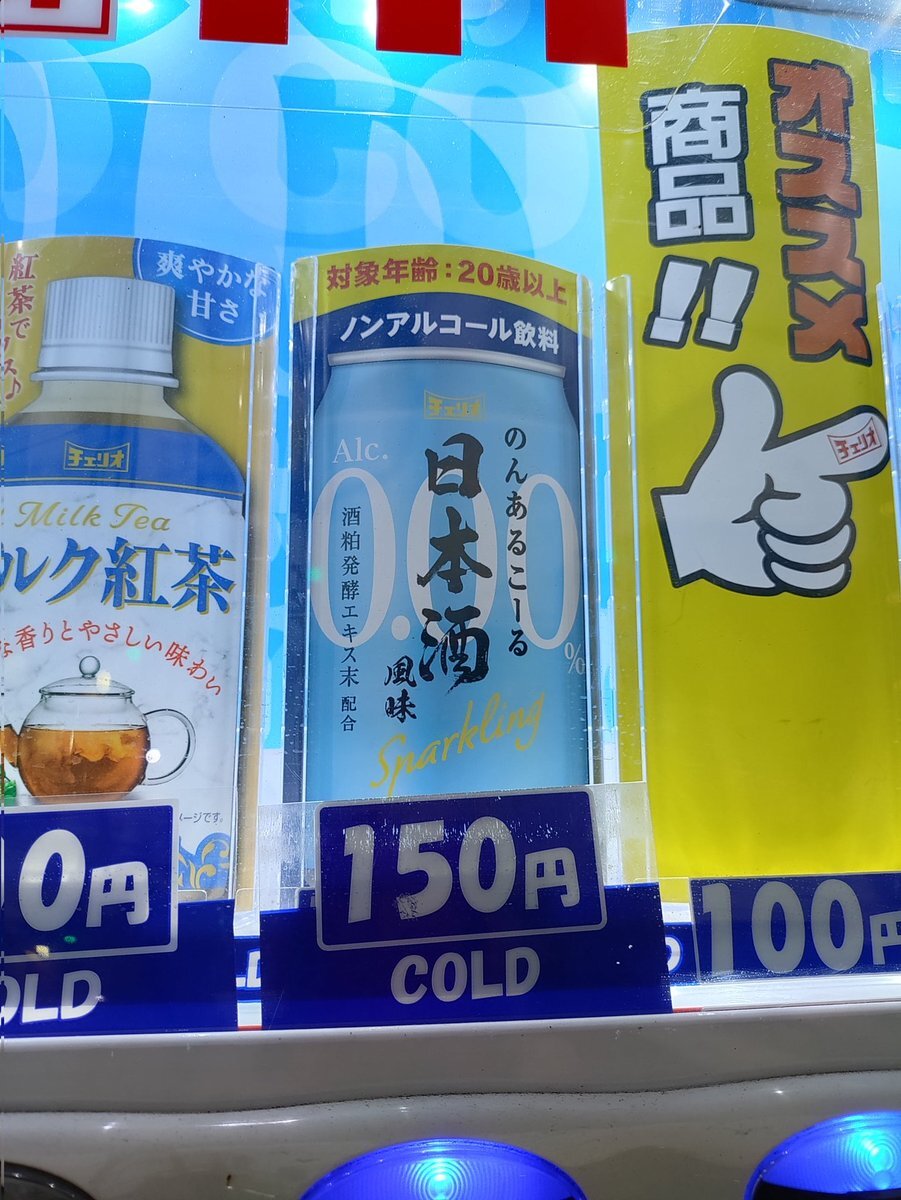 紅茶で
爽やかな
甘さ
チェリオ
Milk Tea
ルク紅茶
な香りとやさしい味わい
ージです。
0円
OLD
対象年齢：20歳以上
ノンアルコール飲料
チェリオ
Alc.
0.00%
のんあるこーる
日本酒
風味
酒粕発酵エキス末 配合
Sparkling
150円
COLD
オススメ
商品!!
チェリオ
100円